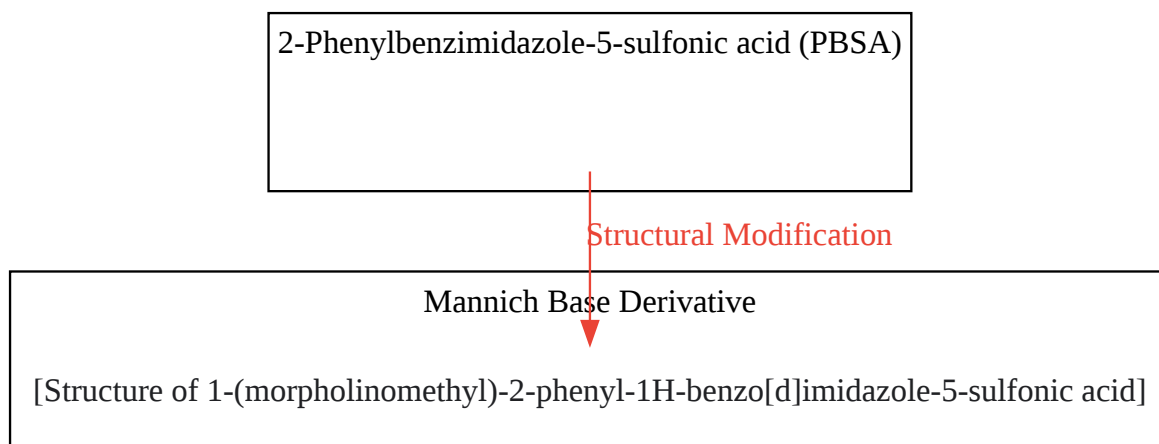 2-Phenylbenzimidazole-5-sulfonic acid (PBSA)
Structural Modification
Mannich Base Derivative
[Structure of 1-(morpholinomethyl)-2-phenyl-1H-benzo[d]imidazole-5-sulfonic acid]